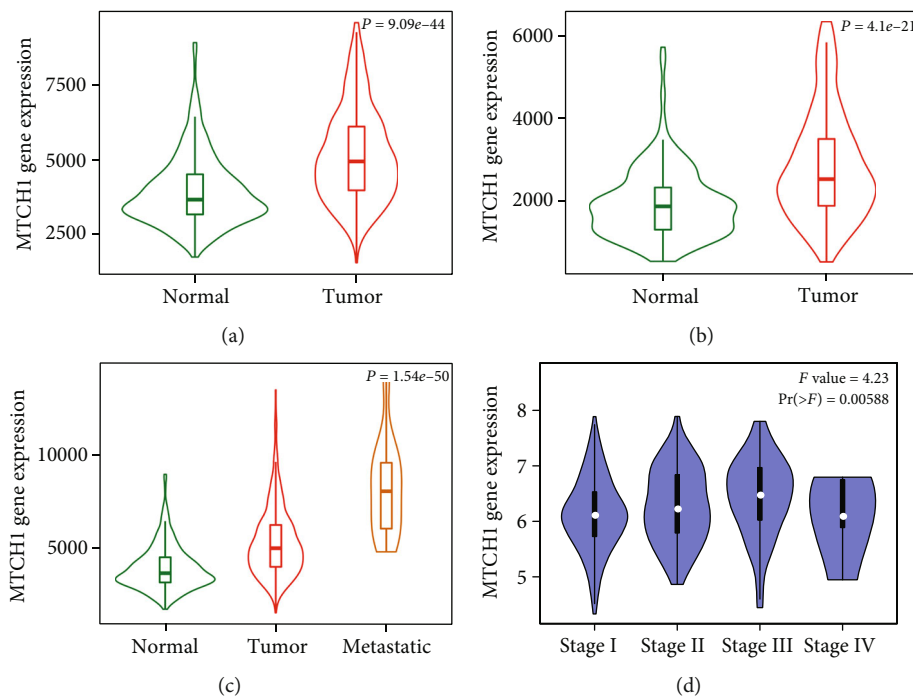 P = 9.09e–44
MTCH1 gene expression
7500
5000
2500
Normal Tumor
(a)
P = 4.1e–21
MTCH1 gene expression
6000
4000
2000
Normal Tumor
(b)
P = 1.54e–50
MTCH1 gene expression
10000
5000
Normal Tumor Metastatic
(c)
F value = 4.23
Pr(>F) = 0.00588
MTCH1 gene expression
8
7
6
5
Stage I Stage II Stage III Stage IV
(d)